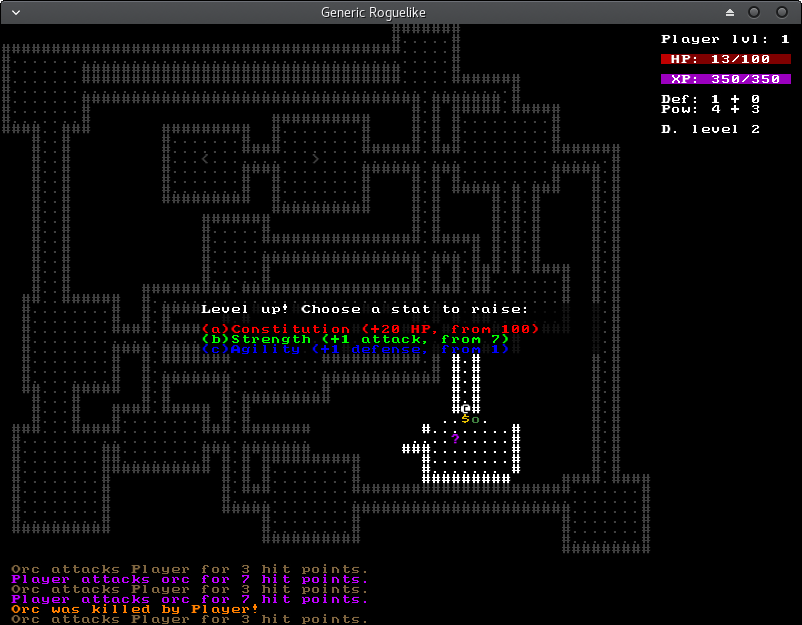 Generic Roguelike
Player lvl: 1
HP: 13/100
XP: 350/350
Def: 1 + 0
Pow: 4 + 3
D. level 2
Level up! Choose a stat to raise:
(a)Constitution (+20 HP, from 100)
(b)Strength (+1 attack, from 7)
(c)Agility (+1 defense, from 1)
Orc attacks Player for 3 hit points.
Player attacks orc for 7 hit points.
Orc attacks Player for 3 hit points.
Player attacks orc for 7 hit points.
Orc was killed by Player!
Orc attacks Player for 3 hit points.